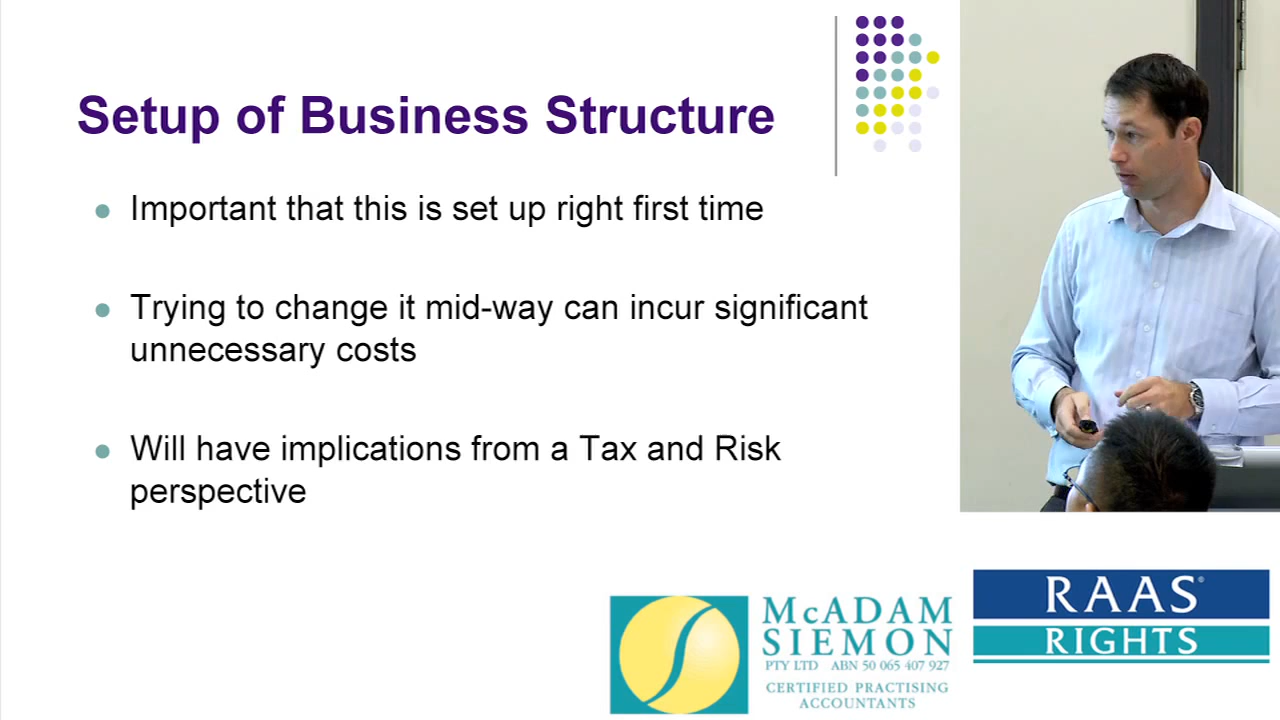 Setup of Business Structure
Important that this is set up right first time
Trying to change it mid-way can incur significant
unnecessary costs
Will have implications from a Tax and Risk
perspective
McADAM
SIEMON
PTY LTD ABN 50 065 407 927
CERTIFIED PRACTISING
ACCOUNTANTS
RAAS®
RIGHTS